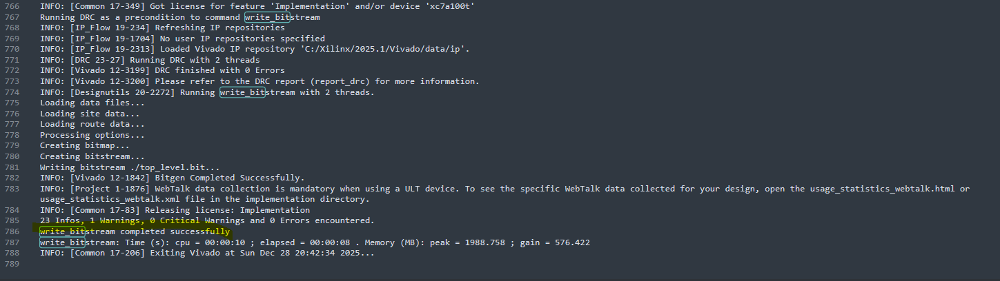 766 INFO: [Common 17-349] Got license for feature 'Implementation' and/or device 'xc7a100t'
767 Running DRC as a precondition to command write_bitstream
768 INFO: [IP_Flow 19-234] Refreshing IP repositories
769 INFO: [IP_Flow 19-1704] No user IP repositories specified
770 INFO: [IP_Flow 19-2313] Loaded Vivado IP repository 'C:/Xilinx/2025.1/Vivado/data/ip'.
771 INFO: [DRC 23-27] Running DRC with 2 threads
772 INFO: [Vivado 12-3199] DRC finished with 0 Errors
773 INFO: [Vivado 12-3200] Please refer to the DRC report (report_drc) for more information.
774 INFO: [Designutils 20-2272] Running write_bitstream with 2 threads.
775 Loading data files...
776 Loading site data...
777 Loading route data...
778 Processing options...
779 Creating bitmap...
780 Creating bitstream...
781 Writing bitstream ./top_level.bit...
782 INFO: [Vivado 12-1842] Bitgen Completed Successfully.
783 INFO: [Project 1-1876] WebTalk data collection is mandatory when using a ULT device. To see the specific WebTalk data collected for your design, open the usage_statistics_webtalk.html or
usage_statistics_webtalk.xml file in the implementation directory.
784 INFO: [Common 17-83] Releasing license: Implementation
785 23 Infos, 1 Warnings, 0 Critical Warnings and 0 Errors encountered.
786 write_bitstream completed successfully
787 write_bitstream: Time (s): cpu = 00:00:10 ; elapsed = 00:00:08 . Memory (MB): peak = 1988.758 ; gain = 576.422
788 INFO: [Common 17-206] Exiting Vivado at Sun Dec 28 20:42:34 2025...
789